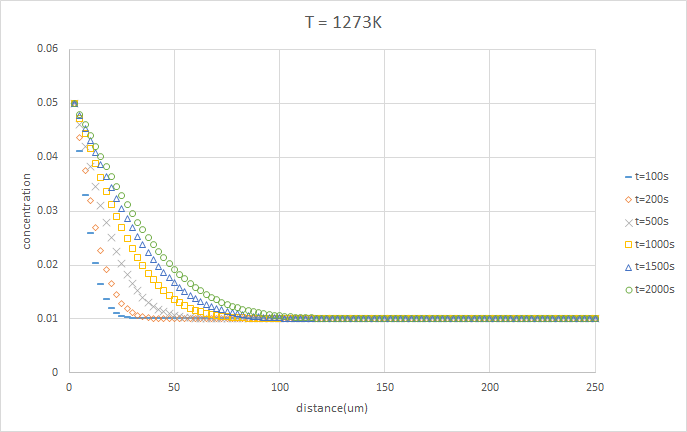 T = 1273K
0.06
0.05
0.04
0.03
0.02
0.01
0
concentration
0
50
100
150
200
250
distance(um)
t=100s
t=200s
t=500s
t=1000s
t=1500s
t=2000s